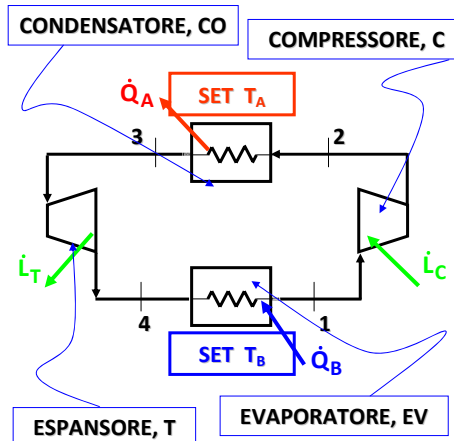 CONDENSATORE, CO
COMPRESSORE, C
Q̇A
SET TA
3
2
L̇T
L̇C
4
1
SET TB
Q̇B
ESPANSORE, T
EVAPORATORE, EV